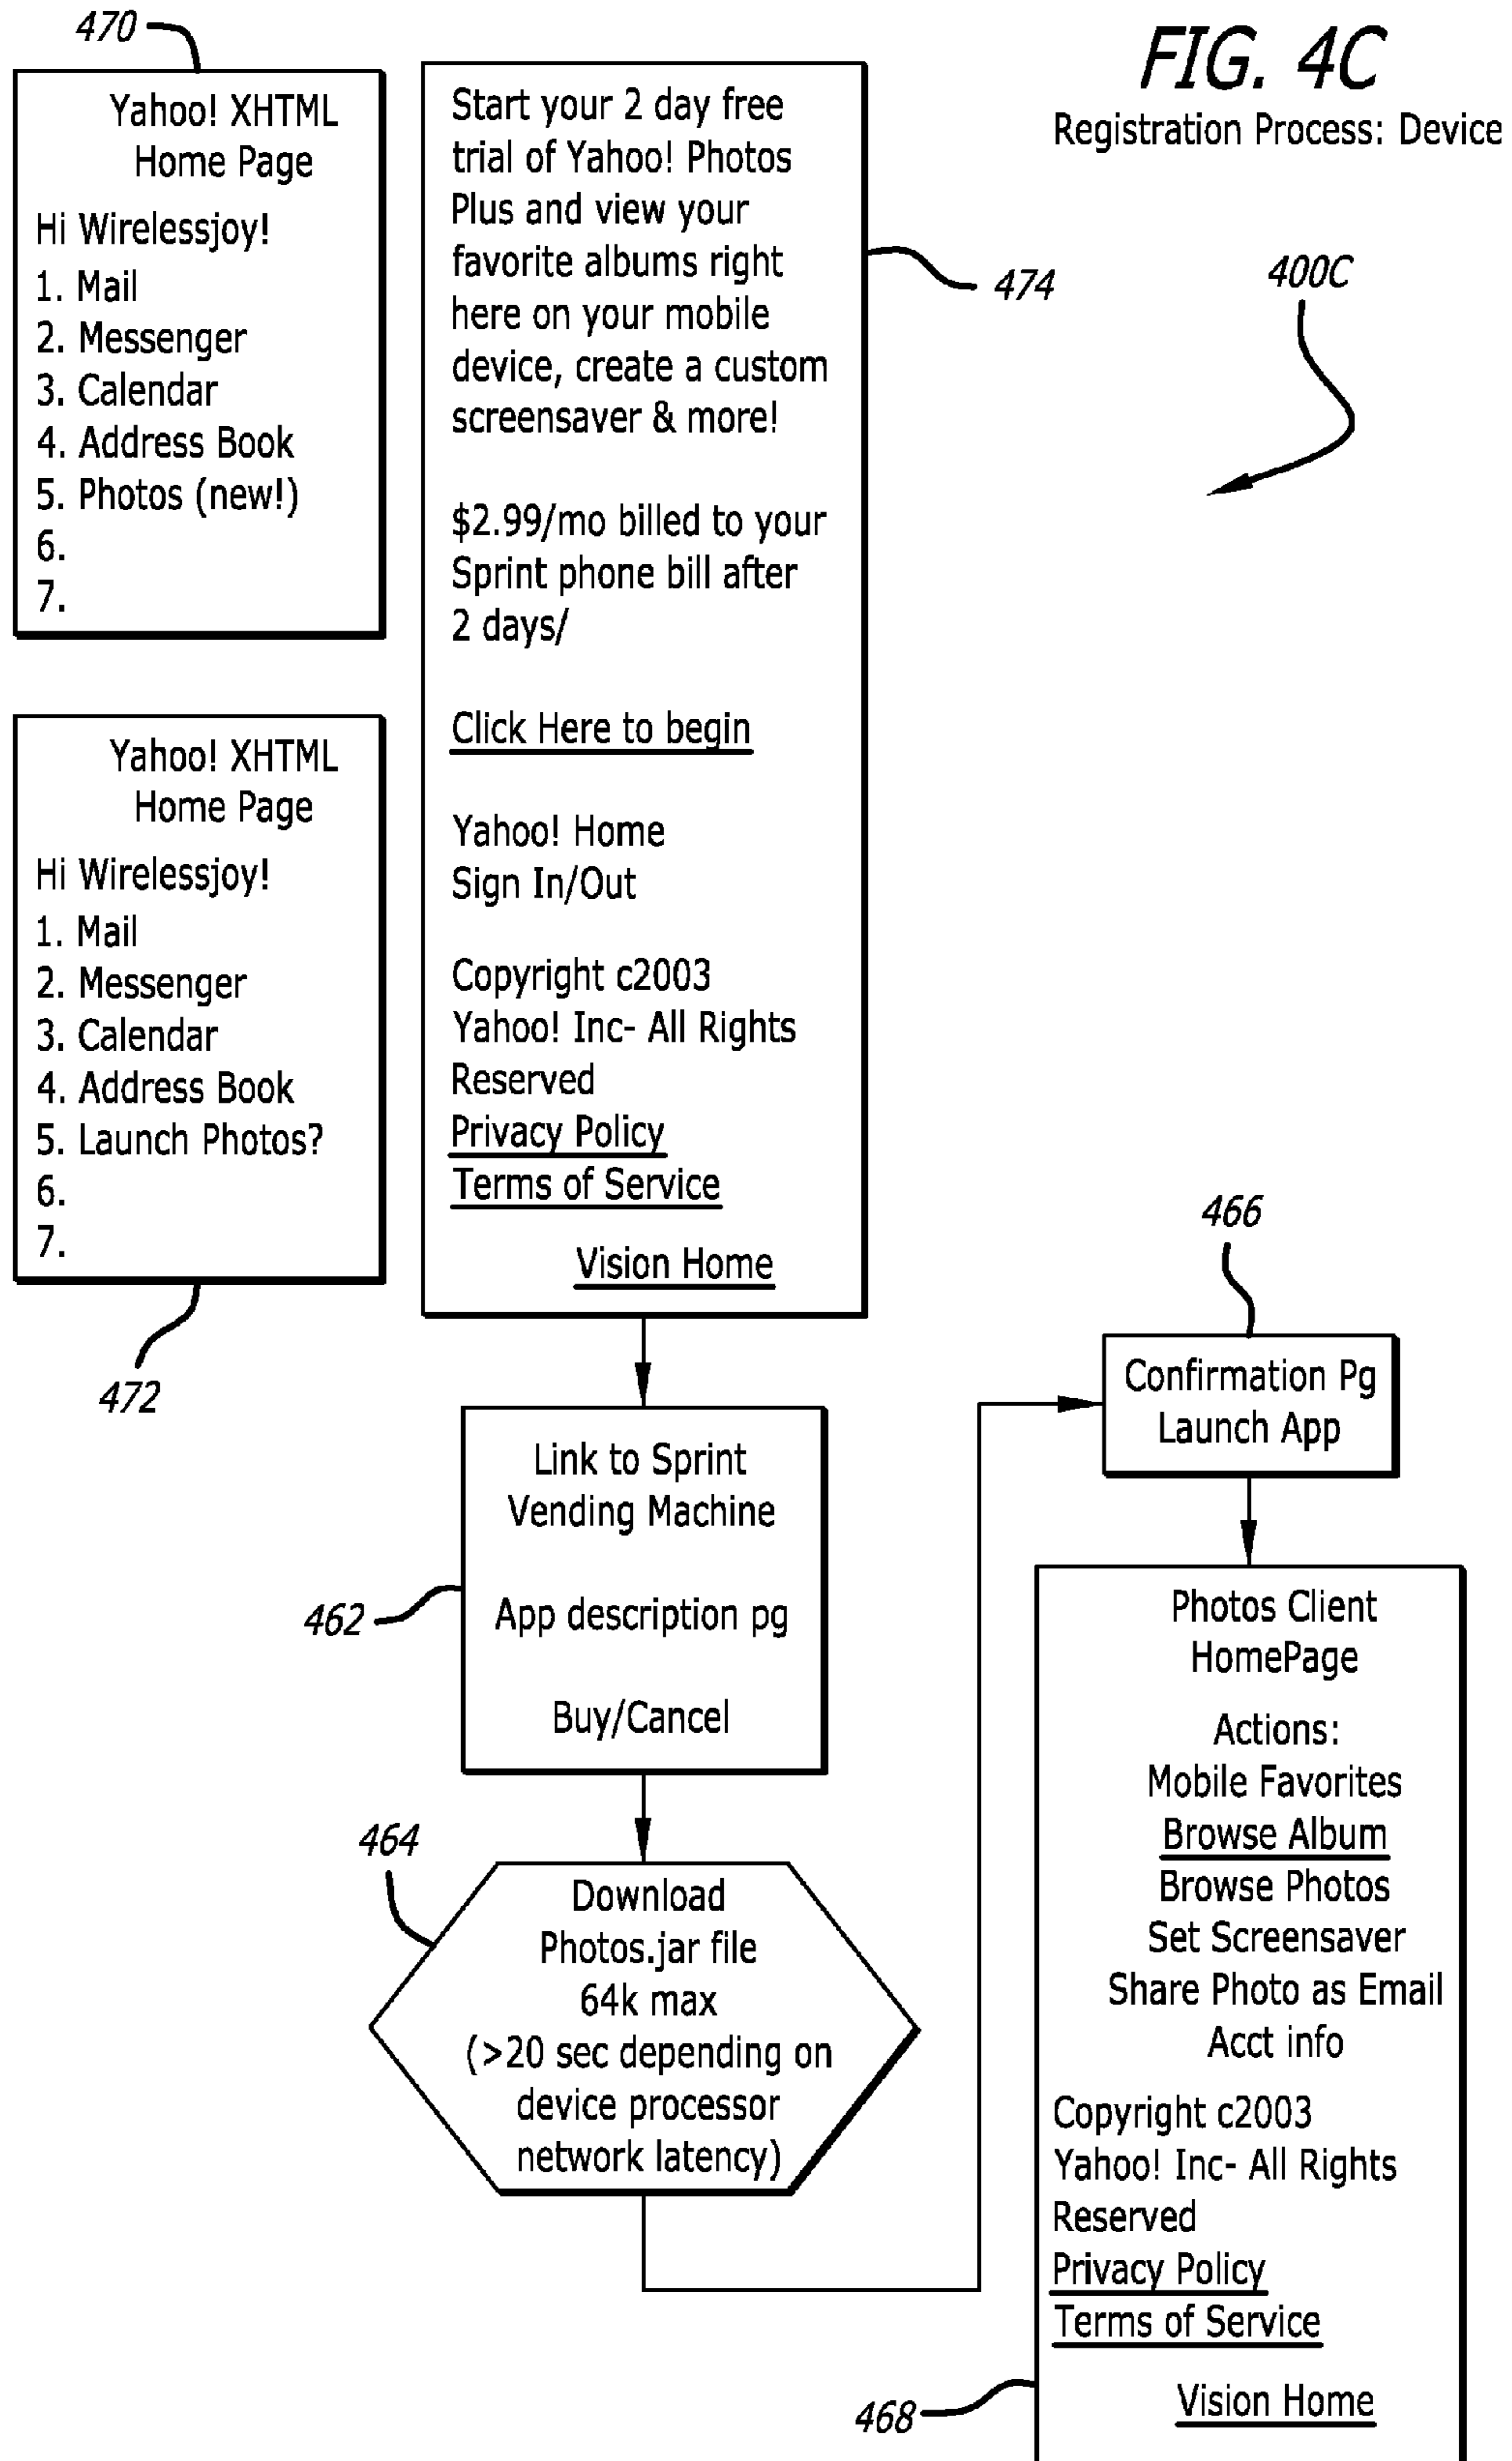 FIG. 4C
Registration Process: Device
400C
470
Yahoo! XHTML
Home Page
Hi Wirelessjoy!
1. Mail
2. Messenger
3. Calendar
4. Address Book
5. Photos (new!)
6.
7.
Yahoo! XHTML
Home Page
Hi Wirelessjoy!
1. Mail
2. Messenger
3. Calendar
4. Address Book
5. Launch Photos?
6.
7.
472
Start your 2 day free
trial of Yahoo! Photos
Plus and view your
favorite albums right
here on your mobile
device, create a custom
screensaver & more!
$2.99/mo billed to your
Sprint phone bill after
2 days/
Click Here to begin
Yahoo! Home
Sign In/Out
Copyright c2003
Yahoo! Inc- All Rights
Reserved
Privacy Policy
Terms of Service
Vision Home
474
Link to Sprint
Vending Machine
App description pg
Buy/Cancel
462
464
Download
Photos.jar file
64k max
(>20 sec depending on
device processor
network latency)
466
Confirmation Pg
Launch App
Photos Client
HomePage
Actions:
Mobile Favorites
Browse Album
Browse Photos
Set Screensaver
Share Photo as Email
Acct info
Copyright c2003
Yahoo! Inc- All Rights
Reserved
Privacy Policy
Terms of Service
Vision Home
468